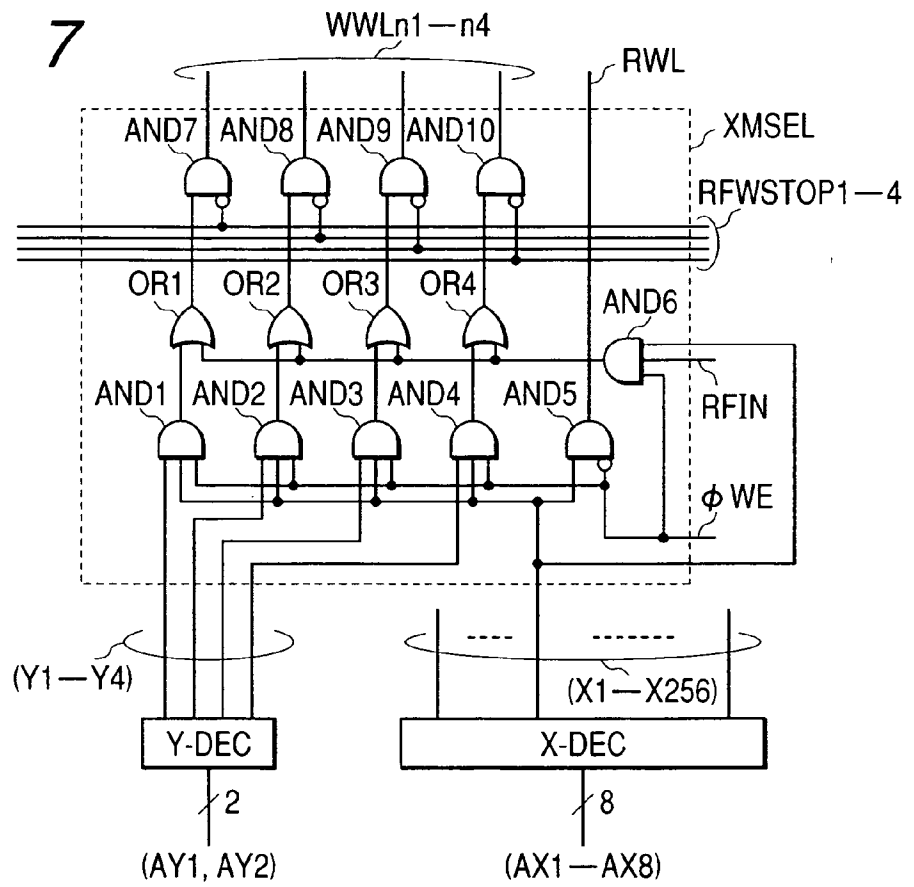 7
WWLn1—n4
RWL
AND7
AND8
AND9
AND10
XMSEL
RFWSTOP1—4
OR1
OR2
OR3
OR4
AND6
AND1
AND2
AND3
AND4
AND5
RFIN
ϕ WE
(Y1—Y4)
(X1—X256)
Y-DEC
X-DEC
2
8
(AY1, AY2)
(AX1—AX8)